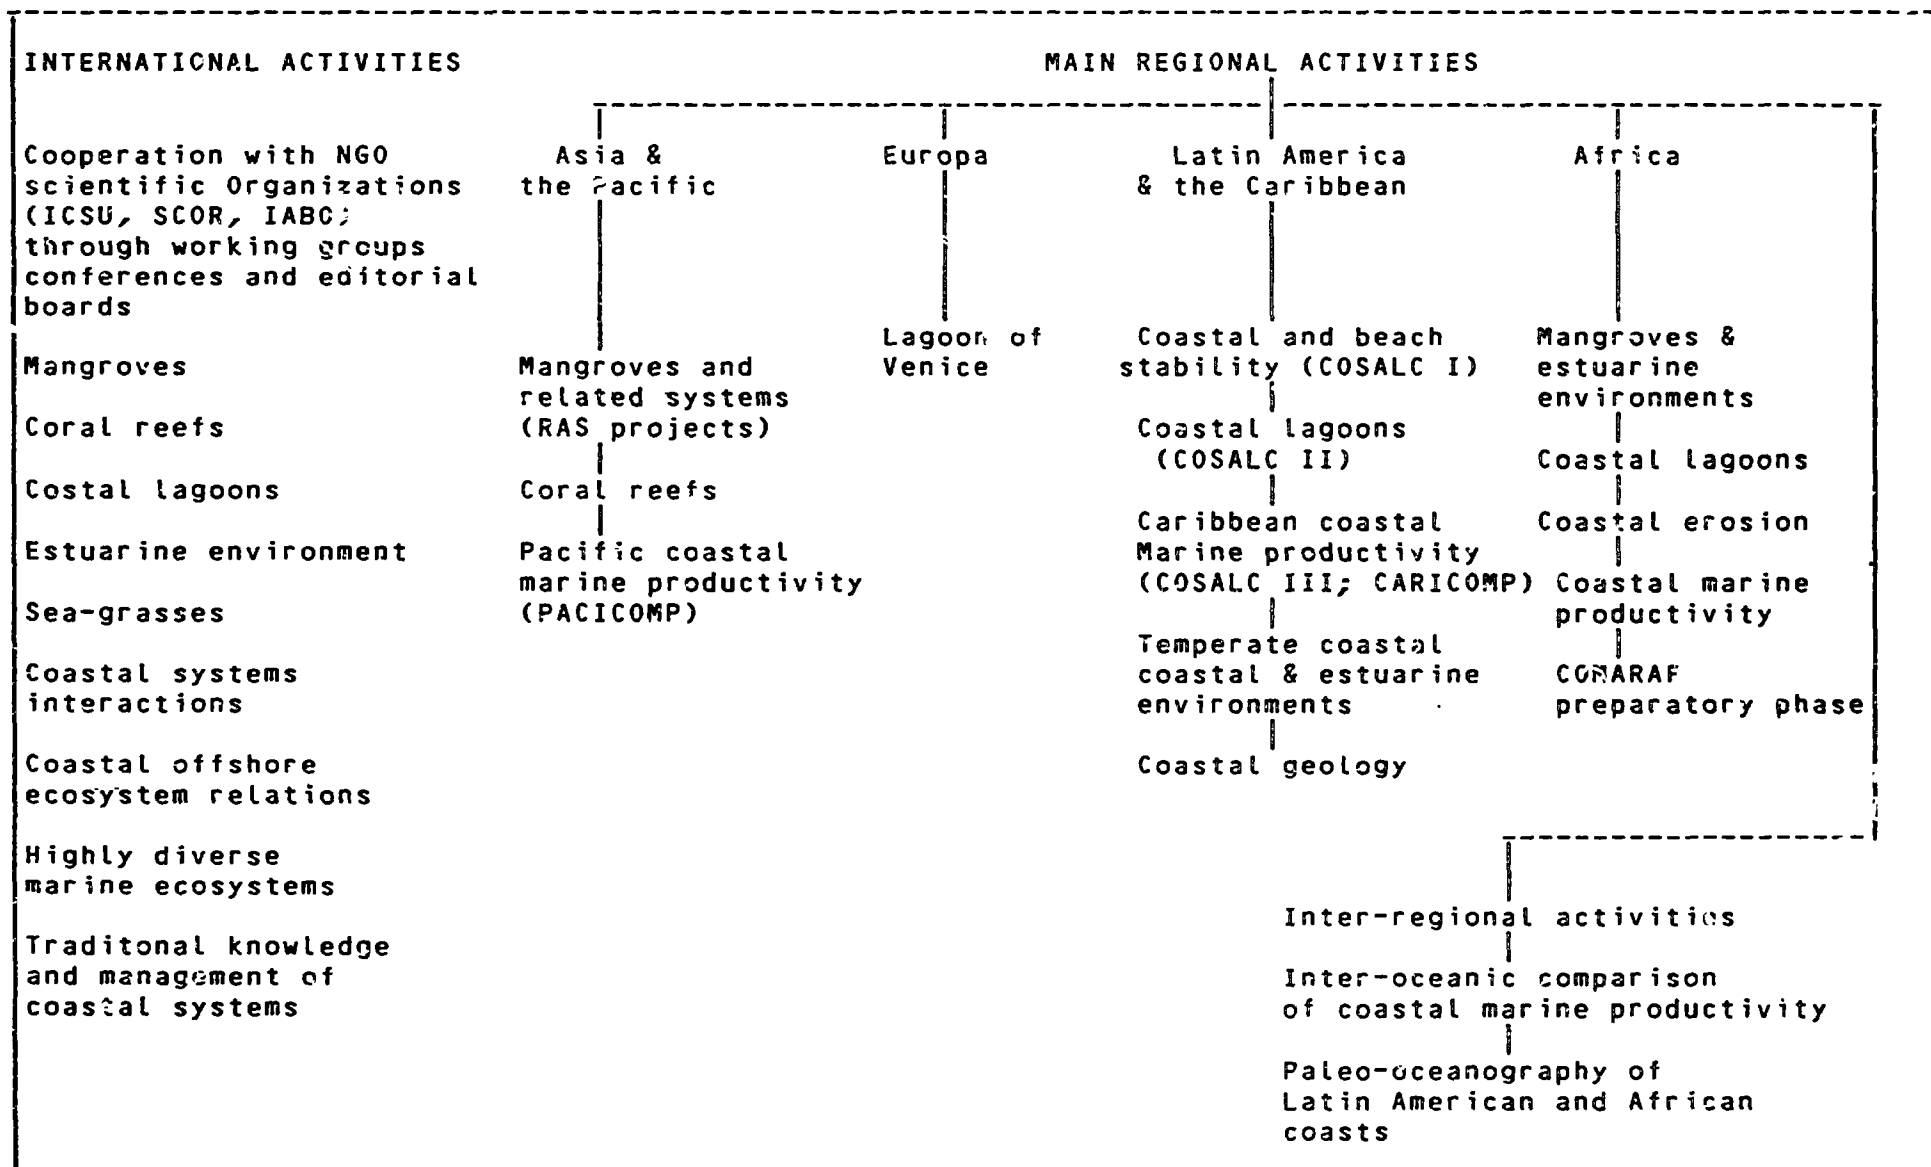 INTERNATIONAL ACTIVITIES
MAIN REGIONAL ACTIVITIES
Cooperation with NGO
scientific Organizations
(ICSU, SCOR, IABO;
through working groups
conferences and editorial
boards
Mangroves
Coral reefs
Costal lagoons
Estuarine environment
Sea-grasses
Coastal systems
interactions
Coastal offshore
ecosystem relations
Highly diverse
marine ecosystems
Traditonal knowledge
and management of
coastal systems
Asia &
the Pacific
Mangroves and
related systems
(RAS projects)
Coral reefs
Pacific coastal
marine productivity
(PACICOMP)
Europa
Lagoon of
Venice
Latin America
& the Caribbean
Coastal and beach
stability (COSALC I)
Coastal lagoons
(COSALC II)
Caribbean coastal
Marine productivity
(COSALC III; CARICOMP)
Temperate coastal
coastal & estuarine
environments
Coastal geology
Africa
Mangroves &
estuarine
environments
Coastal lagoons
Coastal erosion
Coastal marine
productivity
COMARAF
preparatory phase
Inter-regional activities
Inter-oceanic comparison
of coastal marine productivity
Paleo-oceanography of
Latin American and African
coasts